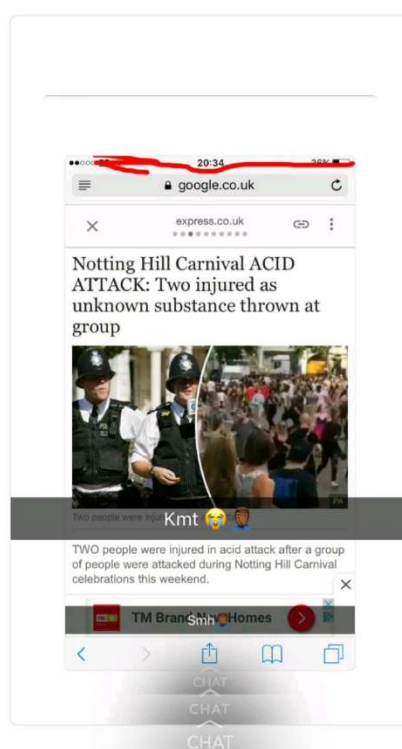 20:34
google.co.uk
express.co.uk
Notting Hill Carnival ACID
ATTACK: Two injured as
unknown substance thrown at
group
PA
Kmt 😭🤦🏾‍♂️
Two people were
TWO people were injured in acid attack after a group
of people were attacked during Notting Hill Carnival
celebrations this weekend.
TM Brand New Homes
Smh
CHAT
CHAT
CHAT